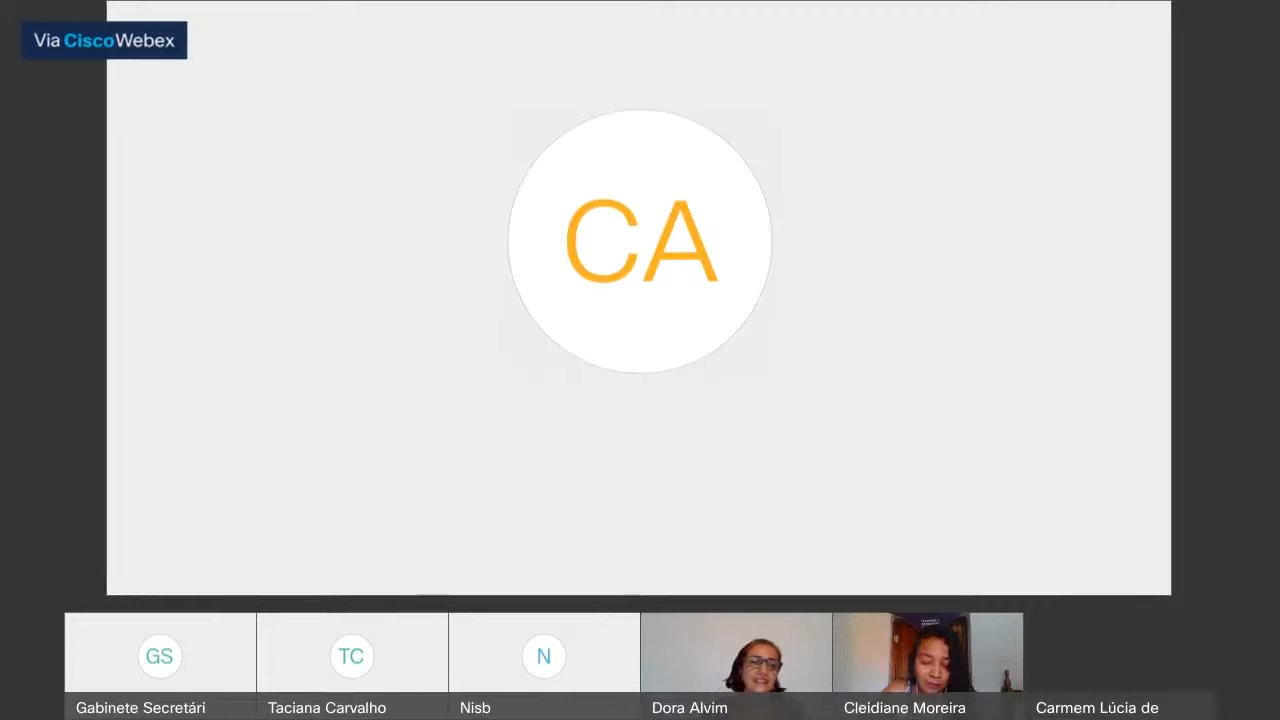 Via CiscoWebex
CA
GS
TC
N
Gabinete Secretári
Taciana Carvalho
Nisb
Dora Alvim
Cleidiane Moreira
Carmem Lúcia de